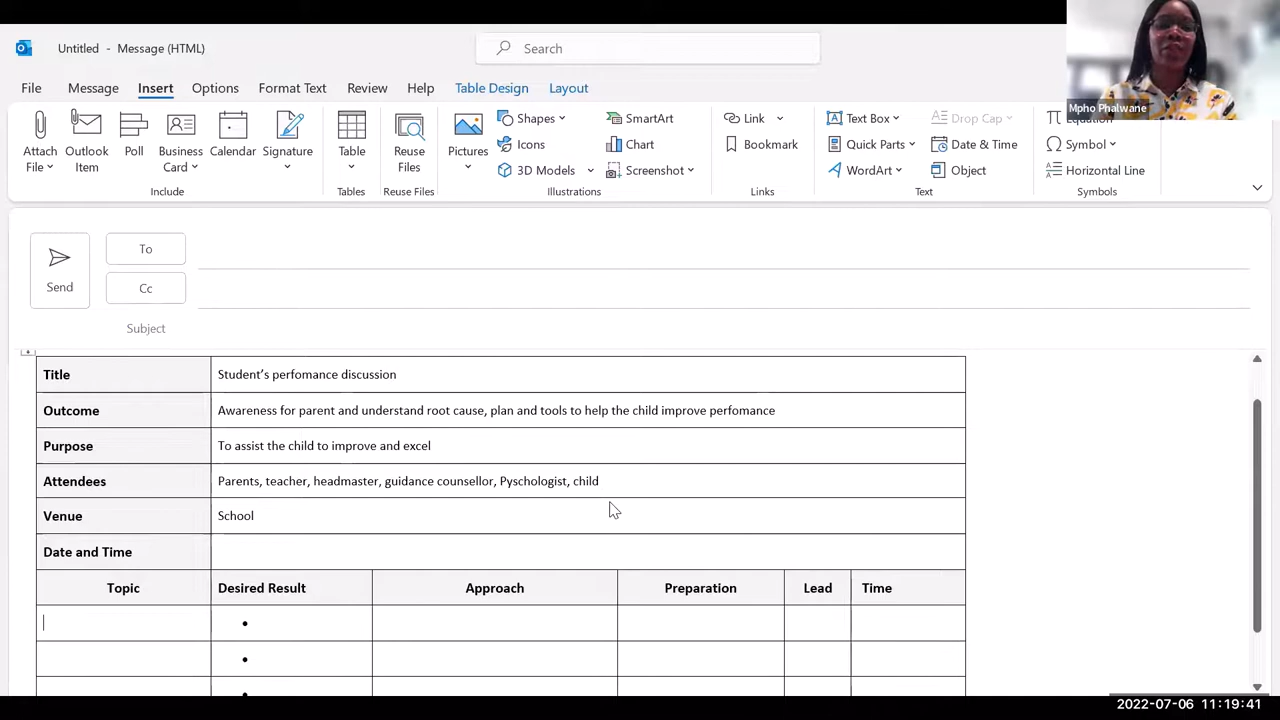 Untitled - Message (HTML)
Search
Mpho Phalwane
File Message Insert Options Format Text Review Help Table Design Layout
Attach File
Outlook Item
Poll
Business Card
Calendar
Signature
Include
Table
Tables
Reuse Files
Reuse Files
Pictures
Shapes
Icons
3D Models
SmartArt
Chart
Screenshot
Illustrations
Link
Bookmark
Links
Text Box
Quick Parts
WordArt
Drop Cap
Date & Time
Object
Text
Equation
Symbol
Horizontal Line
Symbols
Send
To
Cc
Subject
Title Student's perfomance discussion
Outcome Awareness for parent and understand root cause, plan and tools to help the child improve perfomance
Purpose To assist the child to improve and excel
Attendees Parents, teacher, headmaster, guidance counsellor, Pyschologist, child
Venue School
Date and Time
Topic Desired Result Approach Preparation Lead Time
2022-07-06 11:19:41